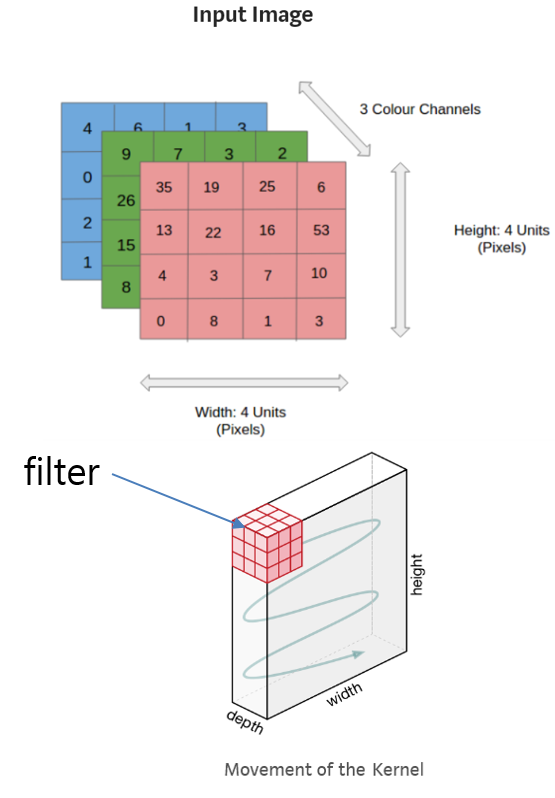 Input Image
3 Colour Channels
4 6 1 3
9 7 3 2
0
35 19 25 6
26
13 22 16 53
2
15
4 3 7 10
1
8
0 8 1 3
Height: 4 Units
(Pixels)
Width: 4 Units
(Pixels)
filter
height
width
depth
Movement of the Kernel